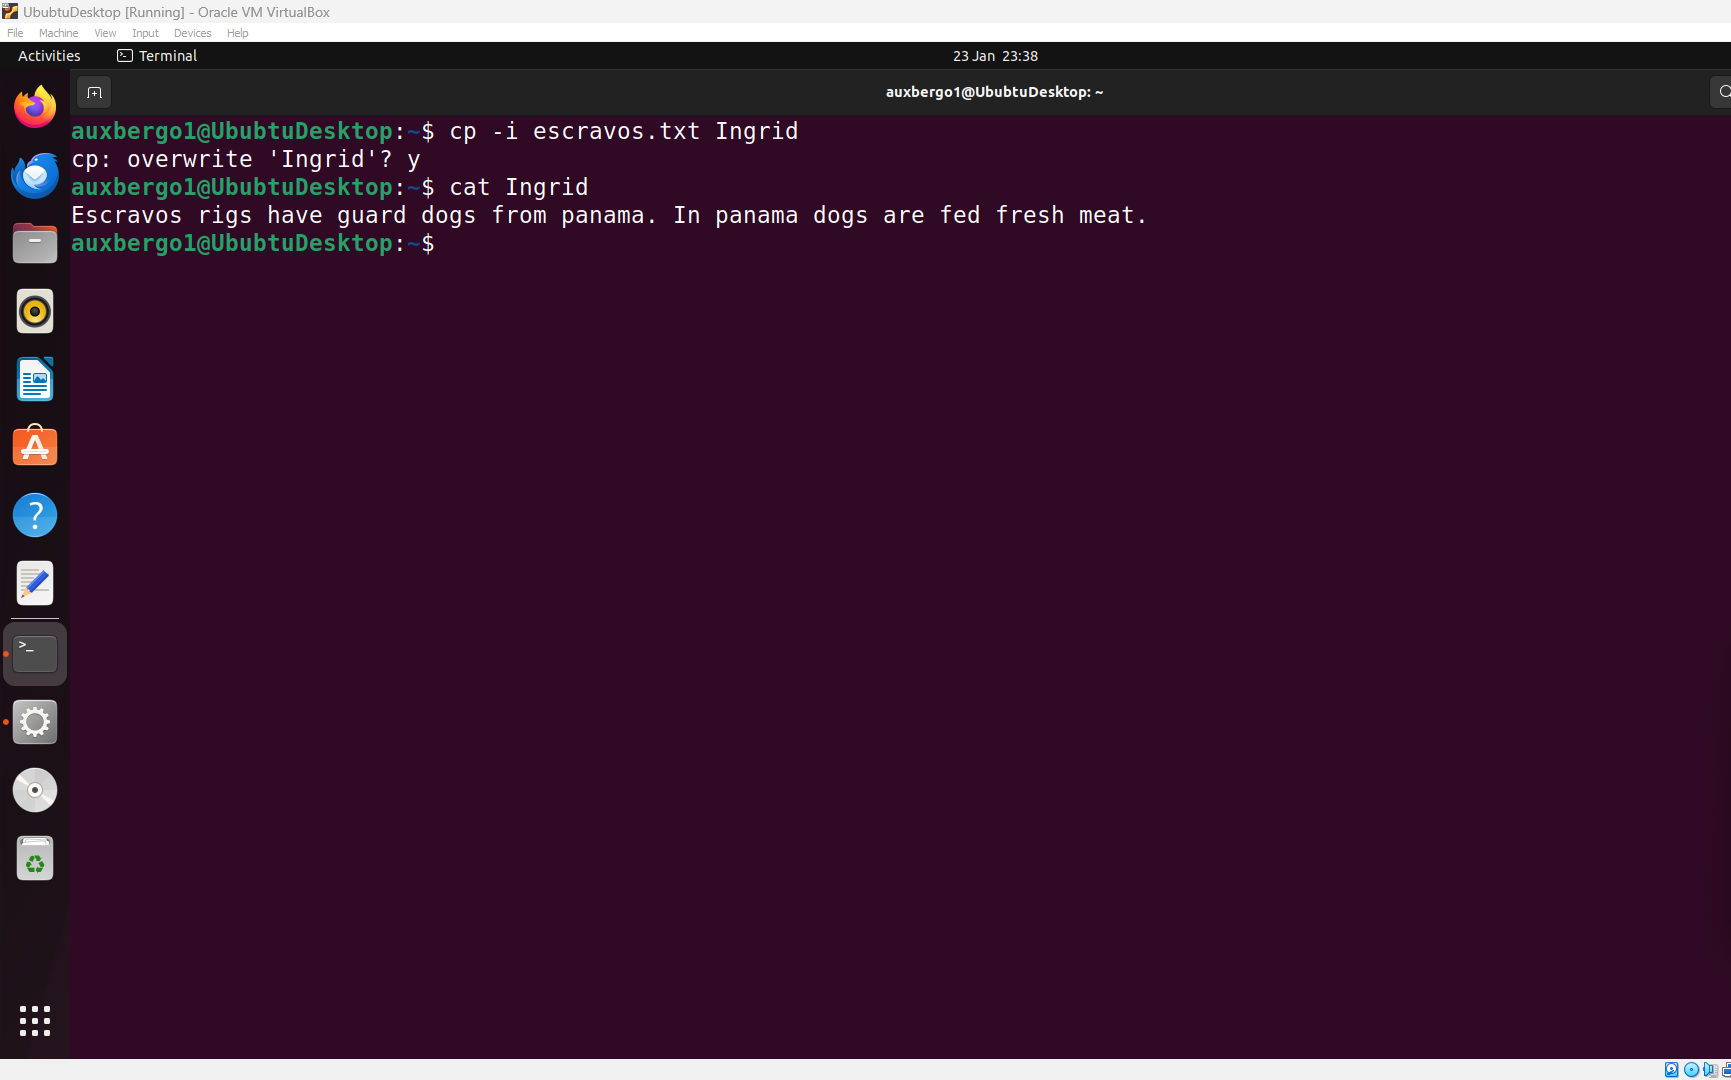 UbubtuDesktop [Running] - Oracle VM VirtualBox
File Machine View Input Devices Help
Activities Terminal 23 Jan 23:38
auxbergo1@UbubtuDesktop: ~
auxbergo1@UbubtuDesktop:~$ cp -i escravos.txt Ingrid
cp: overwrite 'Ingrid'? y
auxbergo1@UbubtuDesktop:~$ cat Ingrid
Escravos rigs have guard dogs from panama. In panama dogs are fed fresh meat.
auxbergo1@UbubtuDesktop:~$